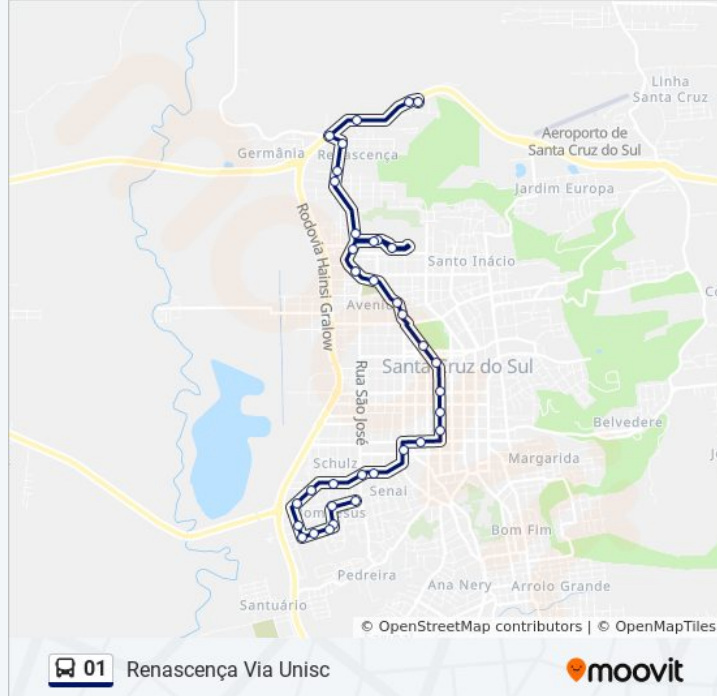 Linha
Santa Cruz
Aeroporto de
Santa Cruz do Sul
Germânia
Renascença
Jardim Europa
Rodovia Hainsi Gralow
Santo Inácio
Avenida
Santa Cruz do Sul
Rua São José
Belvedere
Schulz
Margarida
Senai
Bom Jesus
Bom Fim
Pedreira
Ana Nery
Arroio Grande
Santuário
© OpenStreetMap contributors | © OpenMapTiles
01 Renascença Via Unisc
moovit